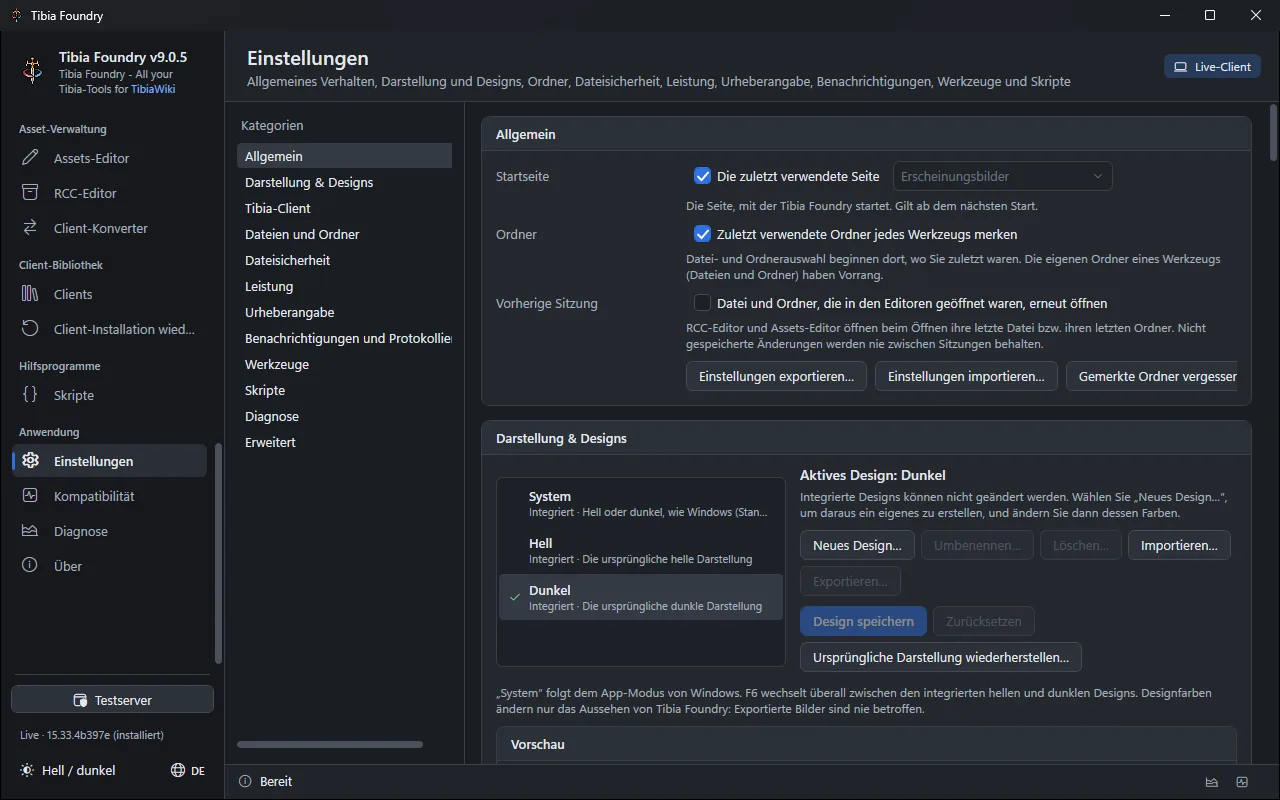 Tibia Foundry
Tibia Foundry v9.0.5
Tibia Foundry - All your
Tibia-Tools for TibiaWiki
Asset-Verwaltung
Assets-Editor
RCC-Editor
Client-Konverter
Client-Bibliothek
Clients
Client-Installation wied...
Hilfsprogramme
Skripte
Anwendung
Einstellungen
Kompatibilität
Diagnose
Über
Testserver
Live · 15.33.4b397e (installiert)
Hell / dunkel
DE
Einstellungen
Allgemeines Verhalten, Darstellung und Designs, Ordner, Dateisicherheit, Leistung, Urheberangabe, Benachrichtigungen, Werkzeuge und Skripte
Live-Client
Kategorien
Allgemein
Darstellung & Designs
Tibia-Client
Dateien und Ordner
Dateisicherheit
Leistung
Urheberangabe
Benachrichtigungen und Protokollier
Werkzeuge
Skripte
Diagnose
Erweitert
Allgemein
Startseite
Die zuletzt verwendete Seite
Erscheinungsbilder
Die Seite, mit der Tibia Foundry startet. Gilt ab dem nächsten Start.
Ordner
Zuletzt verwendete Ordner jedes Werkzeugs merken
Datei- und Ordnerauswahl beginnen dort, wo Sie zuletzt waren. Die eigenen Ordner eines Werkzeugs
(Dateien und Ordner) haben Vorrang.
Vorherige Sitzung
Datei und Ordner, die in den Editoren geöffnet waren, erneut öffnen
RCC-Editor und Assets-Editor öffnen beim Öffnen ihre letzte Datei bzw. ihren letzten Ordner. Nicht
gespeicherte Änderungen werden nie zwischen Sitzungen behalten.
Einstellungen exportieren...
Einstellungen importieren...
Gemerkte Ordner vergesser
Darstellung & Designs
System
Integriert · Hell oder dunkel, wie Windows (Stan...
Hell
Integriert · Die ursprüngliche helle Darstellung
Dunkel
Integriert · Die ursprüngliche dunkle Darstellung
Aktives Design: Dunkel
Integrierte Designs können nicht geändert werden. Wählen Sie „Neues Design...“,
um daraus ein eigenes zu erstellen, und ändern Sie dann dessen Farben.
Neues Design...
Umbenennen...
Löschen...
Importieren...
Exportieren...
Design speichern
Zurücksetzen
Ursprüngliche Darstellung wiederherstellen...
„System“ folgt dem App-Modus von Windows. F6 wechselt überall zwischen den integrierten hellen und dunklen Designs. Designfarben
ändern nur das Aussehen von Tibia Foundry: Exportierte Bilder sind nie betroffen.
Vorschau
Bereit